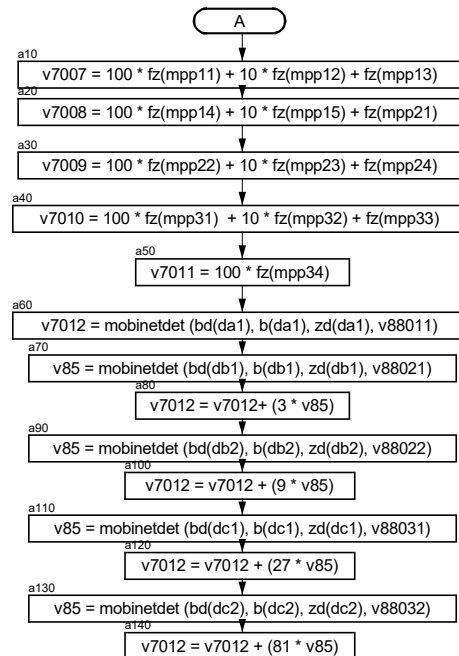 A
a10
v7007 = 100 * fz(mpp11) + 10 * fz(mpp12) + fz(mpp13)
a20
v7008 = 100 * fz(mpp14) + 10 * fz(mpp15) + fz(mpp21)
a30
v7009 = 100 * fz(mpp22) + 10 * fz(mpp23) + fz(mpp24)
a40
v7010 = 100 * fz(mpp31)  + 10 * fz(mpp32) + fz(mpp33)
a50
v7011 = 100 * fz(mpp34)
a60
v7012 = mobinetdet (bd(da1), b(da1), zd(da1), v88011)
a70
v85 = mobinetdet (bd(db1), b(db1), zd(db1), v88021)
a80
v7012 = v7012+ (3 * v85)
a90
v85 = mobinetdet (bd(db2), b(db2), zd(db2), v88022)
a100
v7012 = v7012 + (9 * v85)
a110
v85 = mobinetdet (bd(dc1), b(dc1), zd(dc1), v88031)
a120
v7012 = v7012 + (27 * v85)
a130
v85 = mobinetdet (bd(dc2), b(dc2), zd(dc2), v88032)
a140
v7012 = v7012 + (81 * v85)